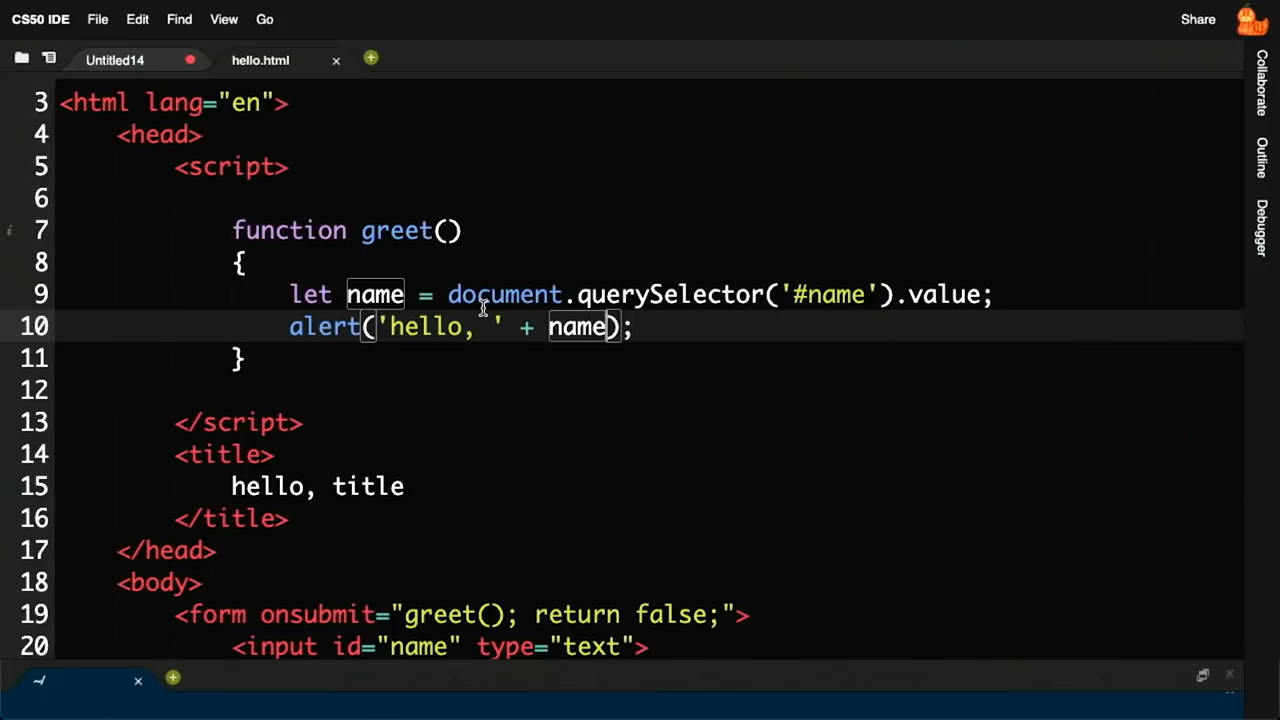 CS50 IDE File Edit Find View Go Share
Untitled14 hello.html
3 <html lang="en">
4 <head>
5 <script>
6
7 function greet()
8 {
9 let name = document.querySelector('#name').value;
10 alert('hello, ' + name);
11 }
12
13 </script>
14 <title>
15 hello, title
16 </title>
17 </head>
18 <body>
19 <form onsubmit="greet(); return false;">
20 <input id="name" type="text">
Collaborate
Outline
Debugger